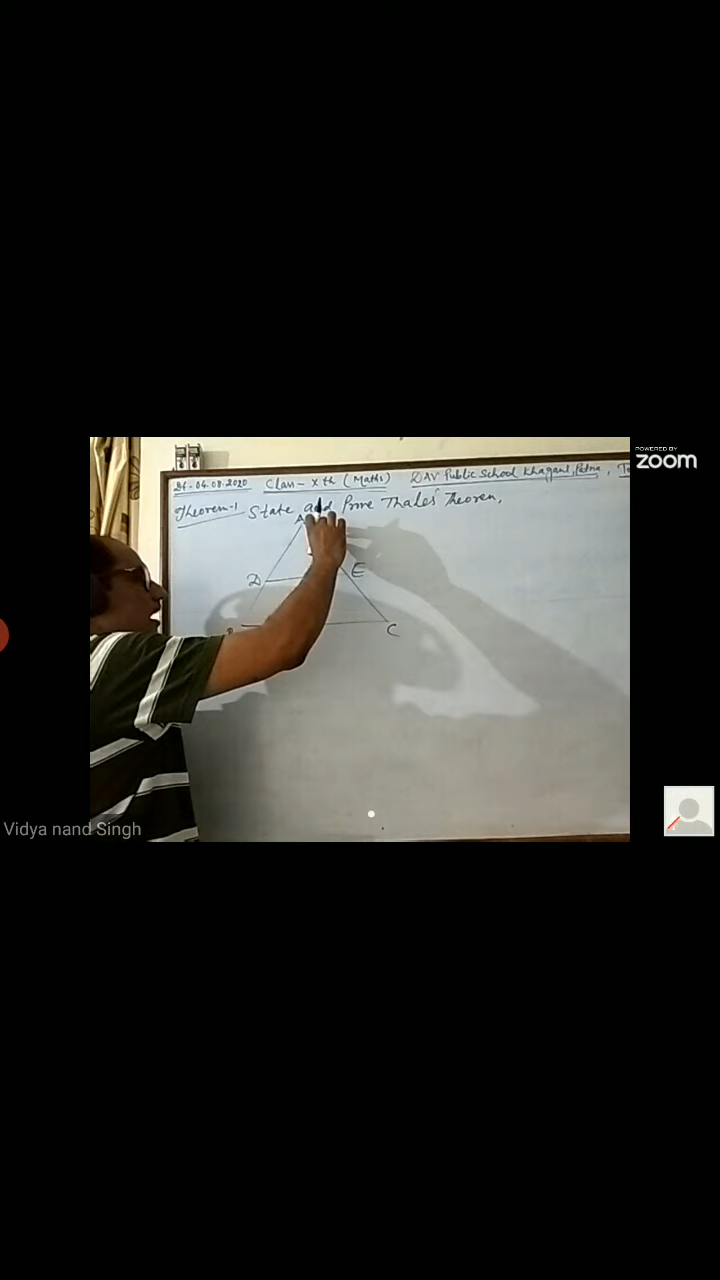 Dt-04.08.2020 Class-Xth (Maths) DAV Public School Khagaul, Patna,
POWERED BY
zoom
Theorem-1 State and Prove Thales' Theorem.
A
D E
B C
Vidya nand Singh